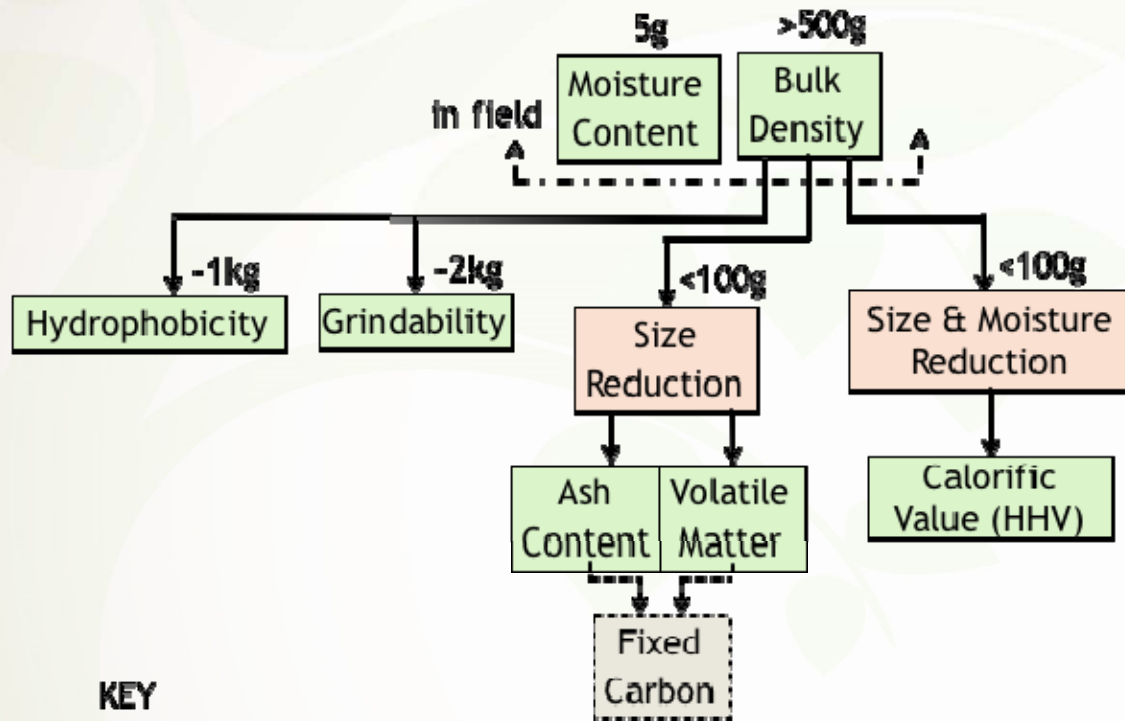 5g
>500g
Moisture
Content
Bulk
Density
in field
~1kg
~2kg
<100g
<100g
Hydrophobicity
Grindability
Size
Reduction
Size & Moisture
Reduction
Ash
Content
Volatile
Matter
Calorific
Value (HHV)
Fixed
Carbon
KEY